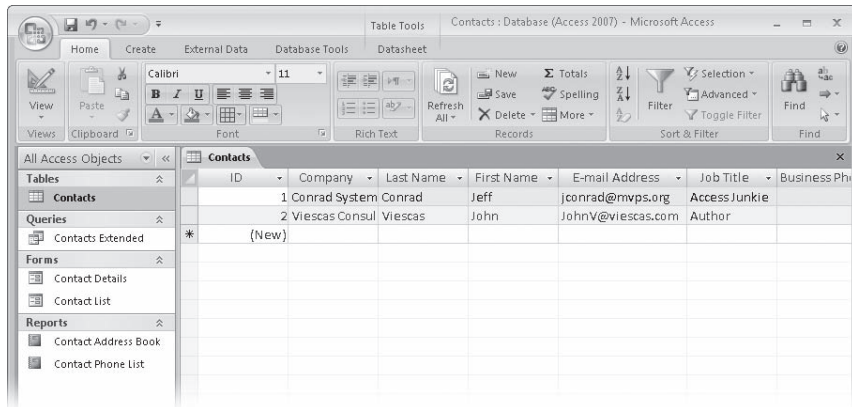 Table Tools
Contacts : Database (Access 2007) - Microsoft Access
Home Create External Data Database Tools Datasheet
View
Views
Paste
Clipboard
Calibri 11
B I U
A
Font
Rich Text
Refresh All
New
Save
Delete
Totals
Spelling
More
Records
Filter
Selection
Advanced
Toggle Filter
Sort & Filter
Find
Find
All Access Objects
Tables
Contacts
Queries
Contacts Extended
Forms
Contact Details
Contact List
Reports
Contact Address Book
Contact Phone List
Contacts
ID Company Last Name First Name E-mail Address Job Title Business Pho
1 Conrad System Conrad Jeff jconrad@mvps.org Access Junkie
2 Viescas Consul Viescas John JohnV@viescas.com Author
(New)